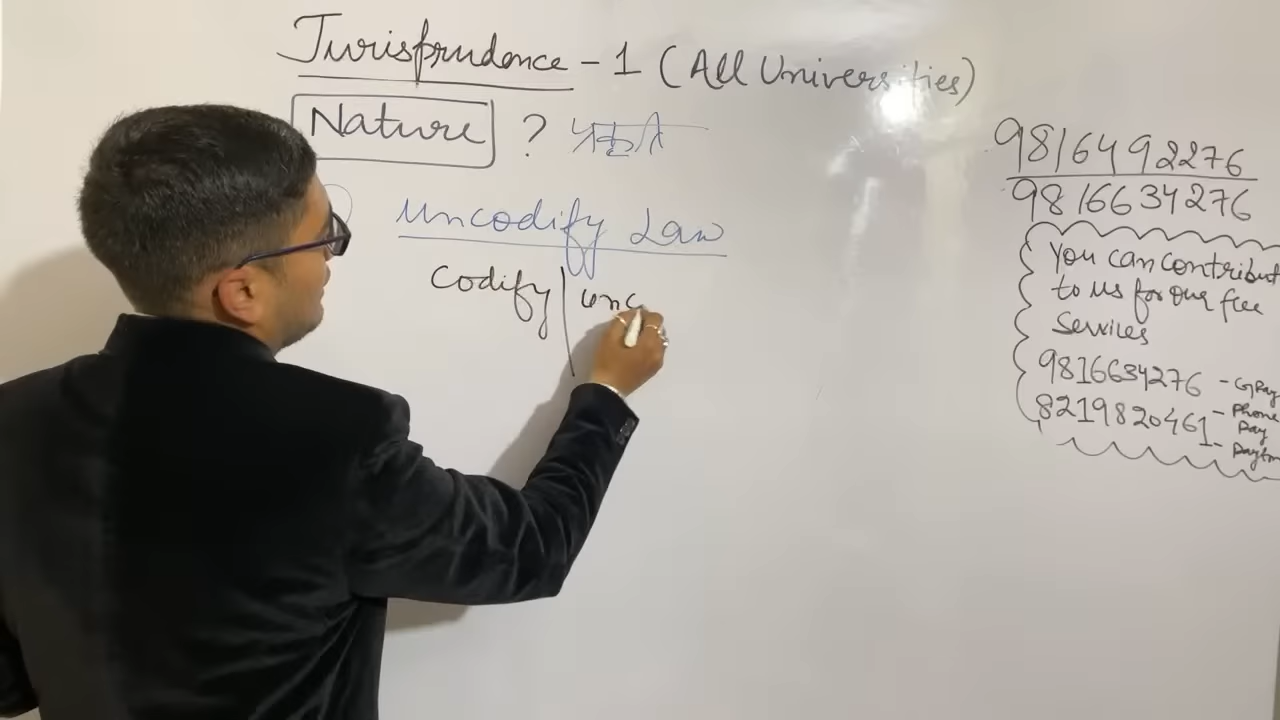 Jurisprudence - 1 (All Universities)
Nature ? प्रकृति
Uncodify Law
Codify | unc
9816492276
9816634276
You can contribut
to us for our free
Services
9816634276 - GPay
8219820461 - Phone
Pay
- Paytm